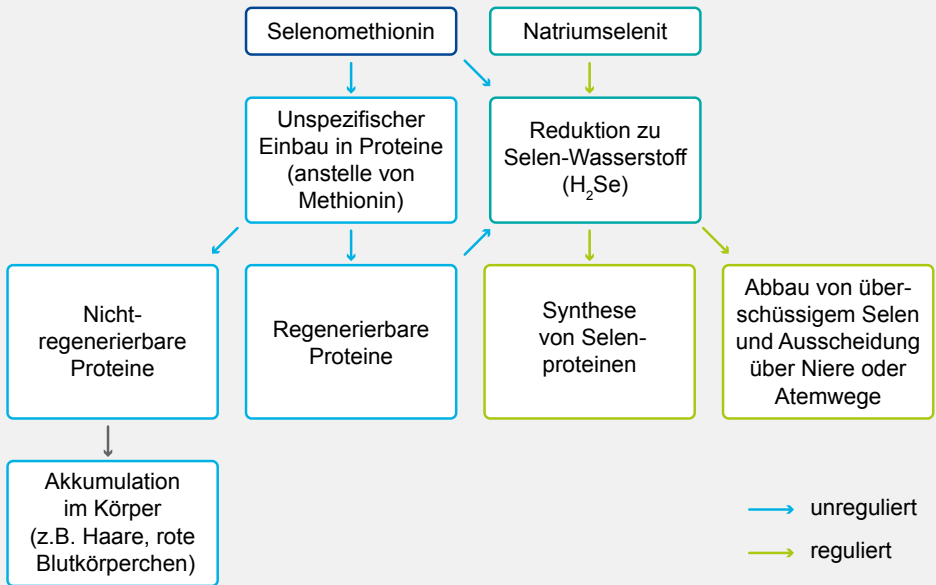 Selenomethionin
Natriumselenit
Unspezifischer
Einbau in Proteine
(anstelle von
Methionin)
Reduktion zu
Selen-Wasserstoff
(H₂Se)
Nicht-
regenerierbare
Proteine
Regenerierbare
Proteine
Synthese
von Selen-
proteinen
Abbau von über-
schüssigem Selen
und Ausscheidung
über Niere oder
Atemwege
Akkumulation
im Körper
(z.B. Haare, rote
Blutkörperchen)
unreguliert
reguliert